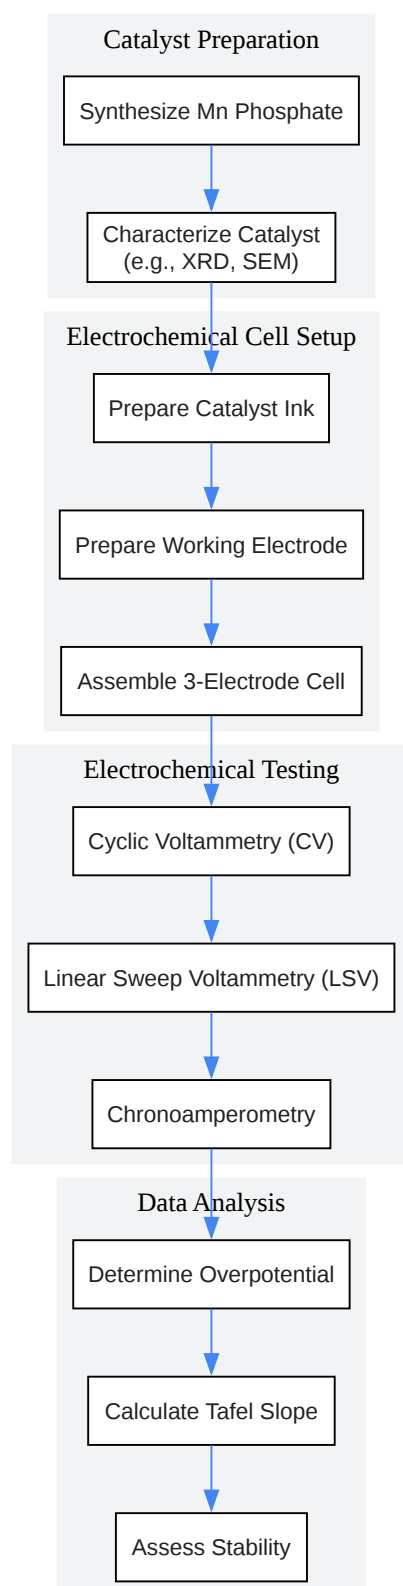 Catalyst Preparation
Synthesize Mn Phosphate
Characterize Catalyst
(e.g., XRD, SEM)
Electrochemical Cell Setup
Prepare Catalyst Ink
Prepare Working Electrode
Assemble 3-Electrode Cell
Electrochemical Testing
Cyclic Voltammetry (CV)
Linear Sweep Voltammetry (LSV)
Chronoamperometry
Data Analysis
Determine Overpotential
Calculate Tafel Slope
Assess Stability